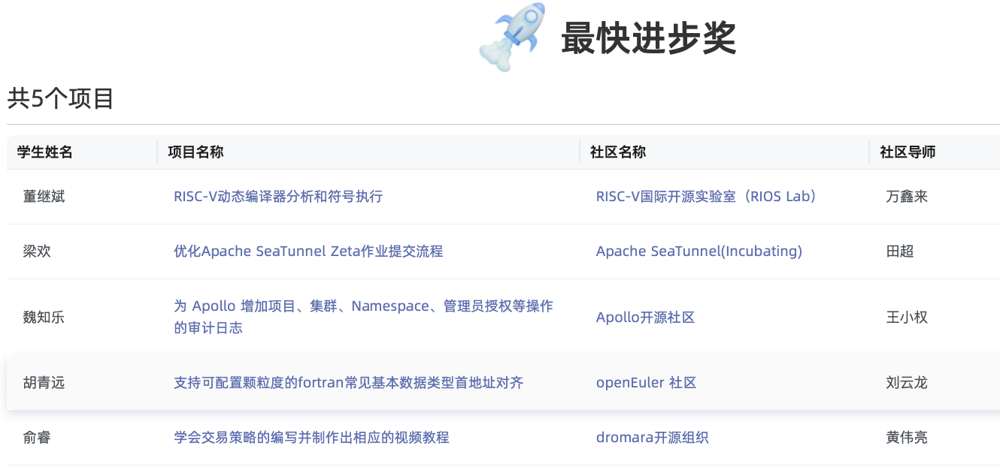 最快进步奖
共5个项目
学生姓名 项目名称 社区名称 社区导师
董继斌 RISC-V动态编译器分析和符号执行 RISC-V国际开源实验室（RIOS Lab） 万鑫来
梁欢 优化Apache SeaTunnel Zeta作业提交流程 Apache SeaTunnel(Incubating) 田超
魏知乐 为 Apollo 增加项目、集群、Namespace、管理员授权等操作 Apollo开源社区 王小权
的审计日志
胡青远 支持可配置颗粒度的fortran常见基本数据类型首地址对齐 openEuler 社区 刘云龙
俞睿 学会交易策略的编写并制作出相应的视频教程 dromara开源组织 黄伟亮